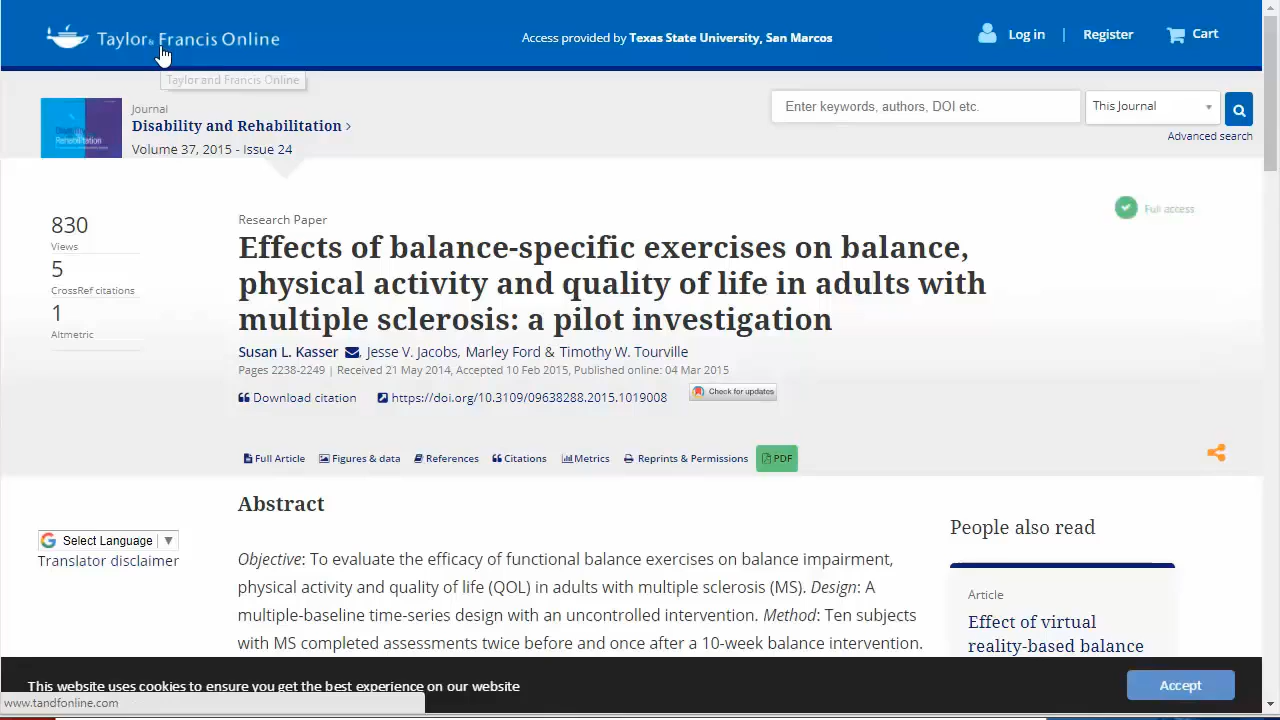 Taylor & Francis Online
Access provided by Texas State University, San Marcos
Log in | Register
Cart
Taylor and Francis Online
Journal
Disability and Rehabilitation ›
Volume 37, 2015 - Issue 24
Disability and Rehabilitation
Enter keywords, authors, DOI etc.
This Journal
Advanced search
830
Views
5
CrossRef citations
1
Altmetric
Research Paper
Full access
Effects of balance-specific exercises on balance,
physical activity and quality of life in adults with
multiple sclerosis: a pilot investigation
Susan L. Kasser , Jesse V. Jacobs, Marley Ford & Timothy W. Tourville
Pages 2238-2249 | Received 21 May 2014, Accepted 10 Feb 2015, Published online: 04 Mar 2015
Download citation https://doi.org/10.3109/09638288.2015.1019008 Check for updates
Full Article Figures & data References Citations Metrics Reprints & Permissions PDF
Abstract
Select Language ▼
Translator disclaimer
Objective: To evaluate the efficacy of functional balance exercises on balance impairment,
physical activity and quality of life (QOL) in adults with multiple sclerosis (MS). Design: A
multiple-baseline time-series design with an uncontrolled intervention. Method: Ten subjects
with MS completed assessments twice before and once after a 10-week balance intervention.
People also read
Article
Effect of virtual
reality-based balance
This website uses cookies to ensure you get the best experience on our website
Accept
www.tandfonline.com